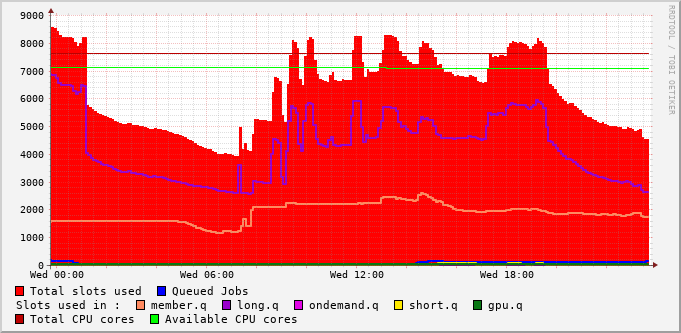 9000
8000
7000
6000
5000
4000
3000
2000
1000
0
Wed 00:00 Wed 06:00 Wed 12:00 Wed 18:00
RRDTOOL / TOBI OETIKER
Total slots used Queued Jobs
Slots used in : member.q long.q ondemand.q short.q gpu.q
Total CPU cores Available CPU cores